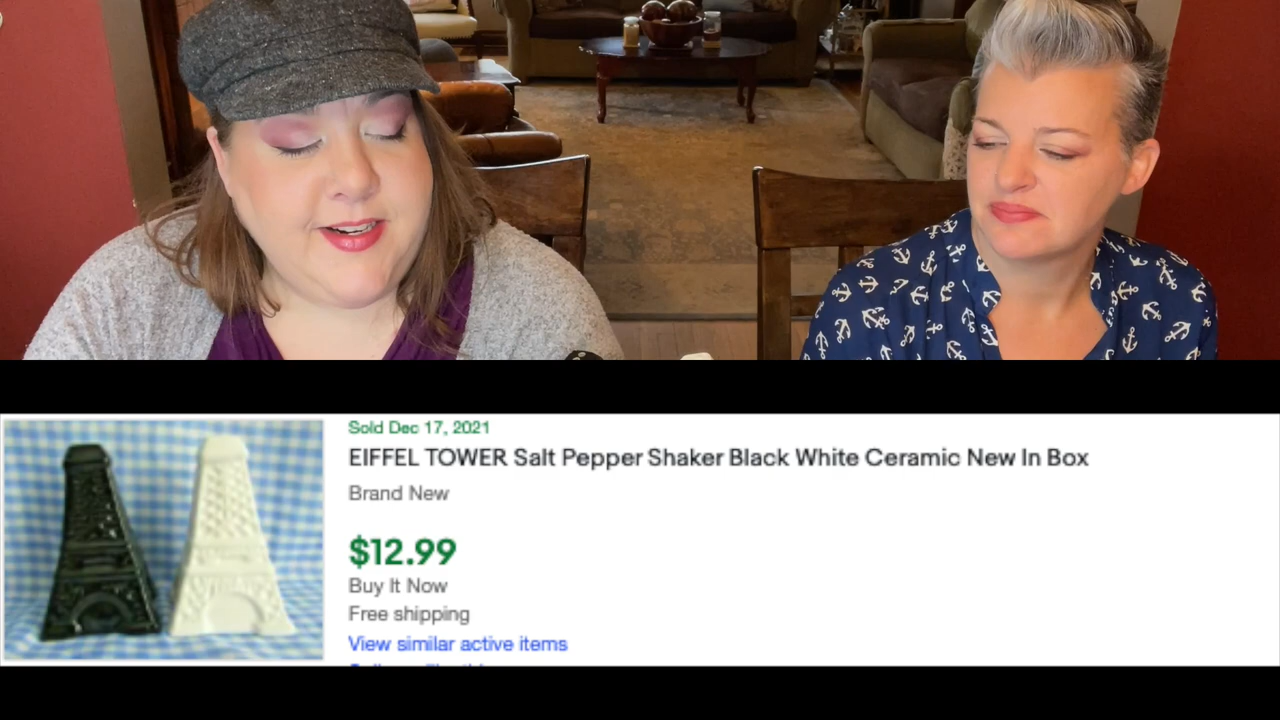 Sold Dec 17, 2021
EIFFEL TOWER Salt Pepper Shaker Black White Ceramic New In Box
Brand New
$12.99
Buy It Now
Free shipping
View similar active items